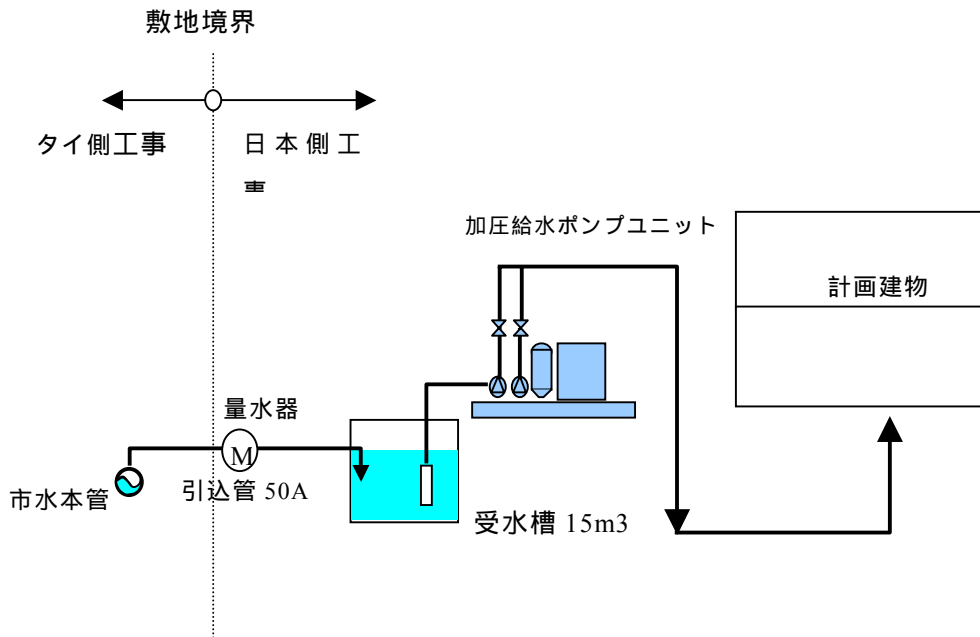 敷地境界
タイ側工事
日本側工
事
加圧給水ポンプユニット
計画建物
量水器
M
引込管 50A
市水本管
受水槽 15m3